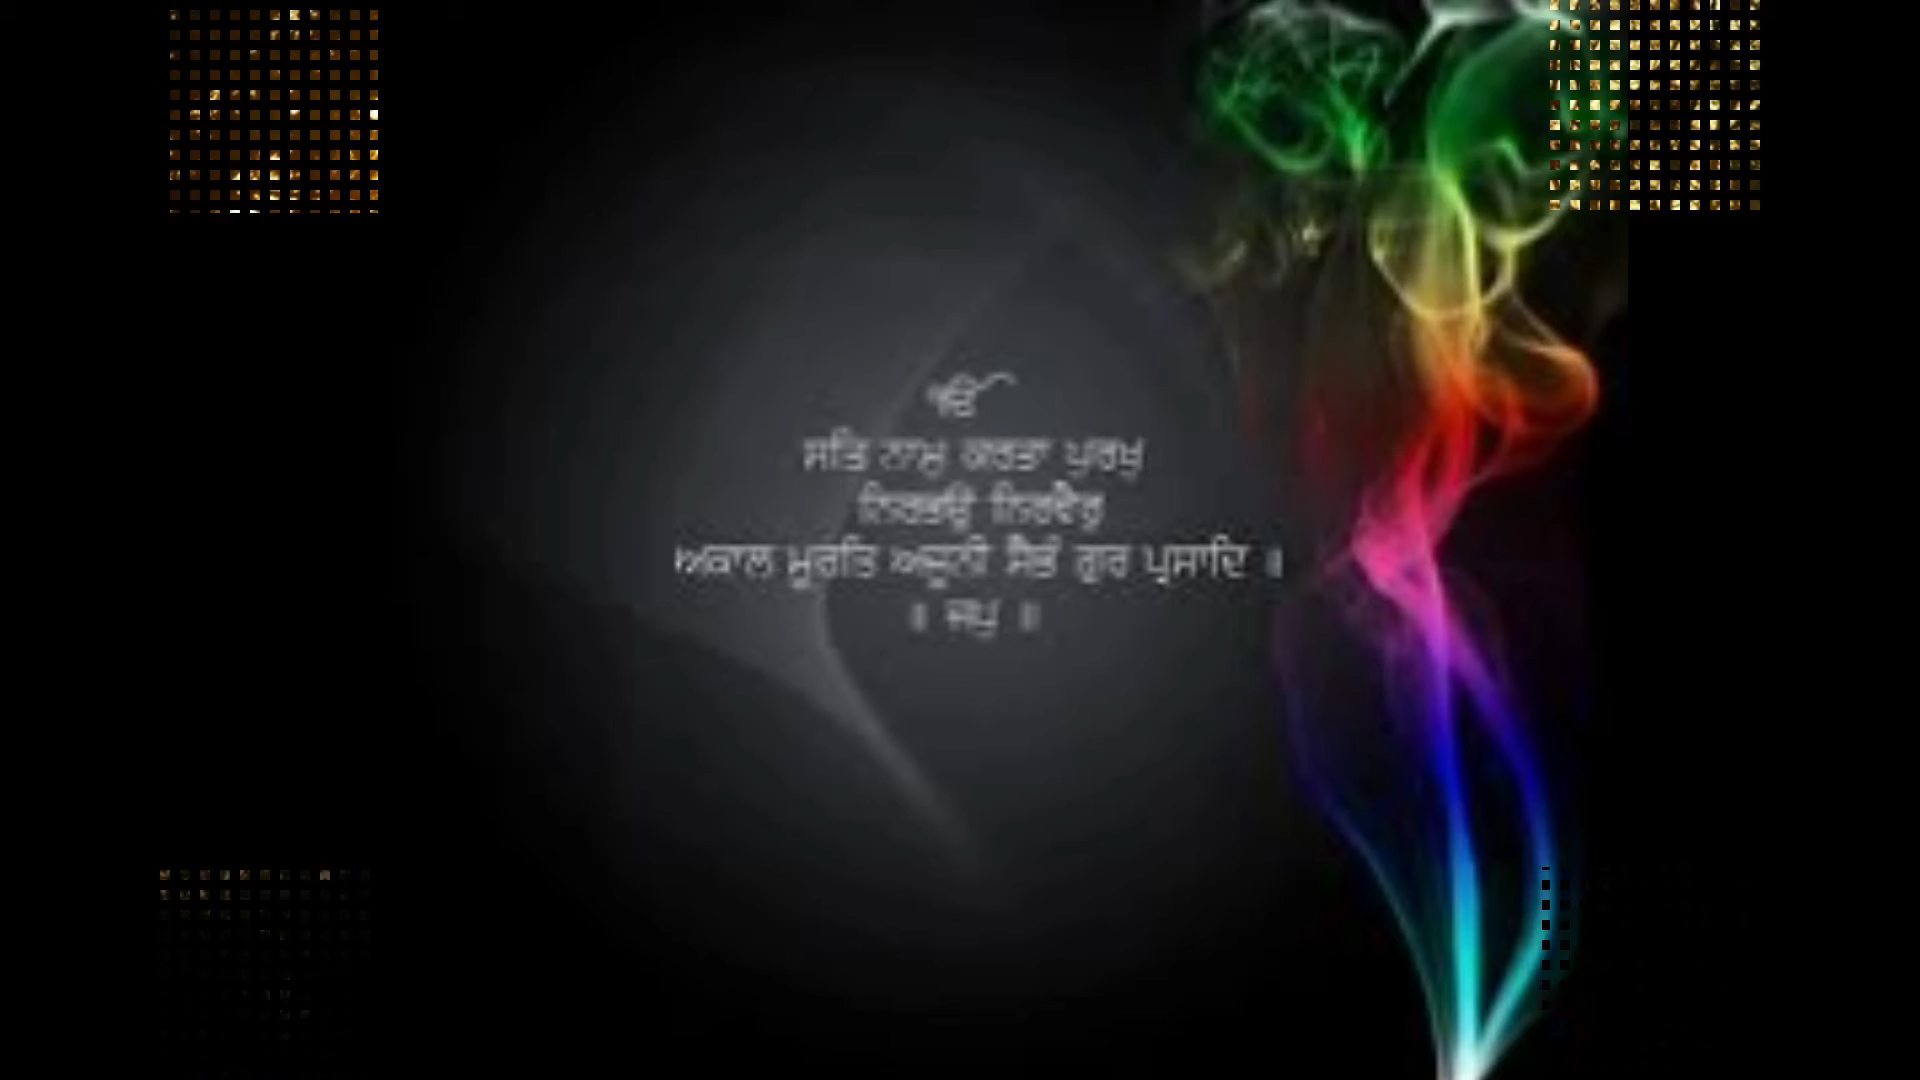 ੴ
ਸਤਿ ਨਾਮੁ ਕਰਤਾ ਪੁਰਖੁ
ਨਿਰਭਉ ਨਿਰਵੈਰੁ
ਅਕਾਲ ਮੂਰਤਿ ਅਜੂਨੀ ਸੈਭੰ ਗੁਰ ਪ੍ਰਸਾਦਿ ॥
॥ ਜਪੁ ॥